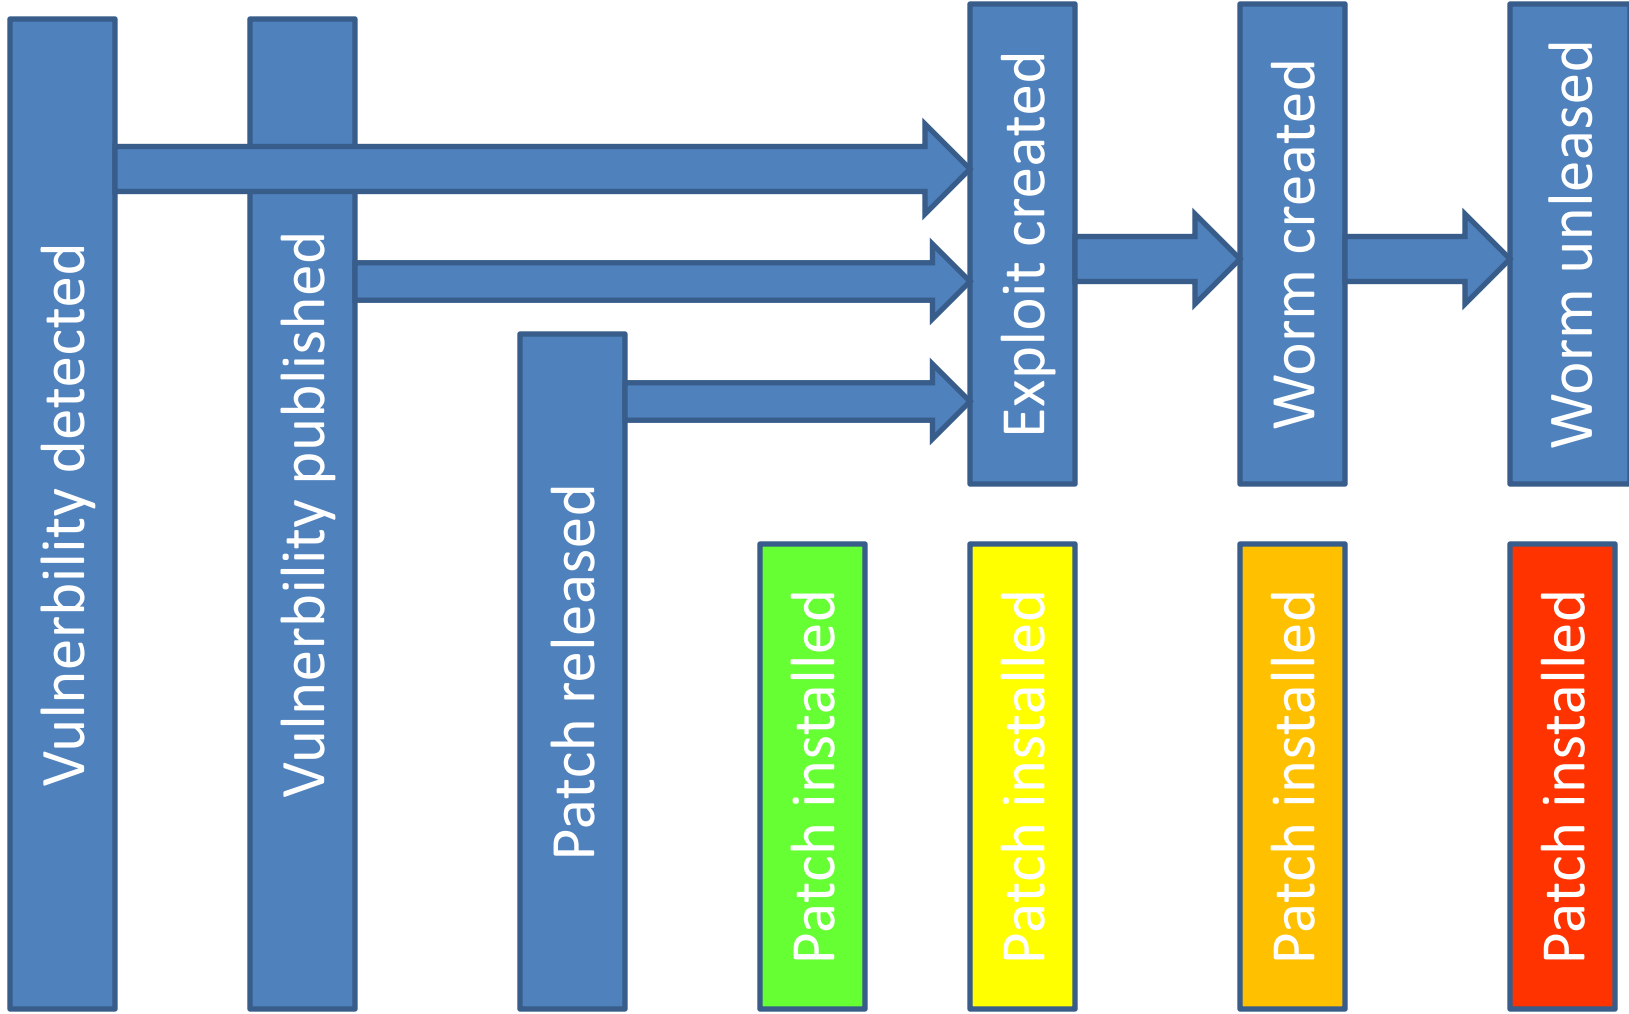 Vulnerbility detected
Vulnerbility published
Patch released
Exploit created
Worm created
Worm unleased
Patch installed
Patch installed
Patch installed
Patch installed